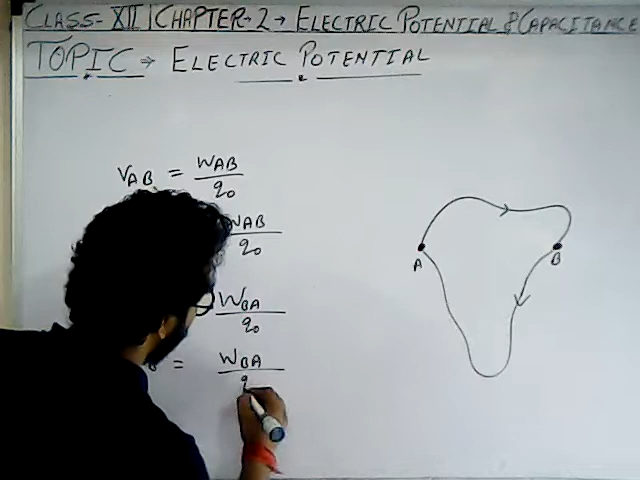 CLASS-XII | CHAPTER-2 → ELECTRIC POTENTIAL & CAPACITANCE
TOPIC → ELECTRIC POTENTIAL
VAB = WAB
q0
WAB
q0
WBA
q0
= WBA
q
A
B